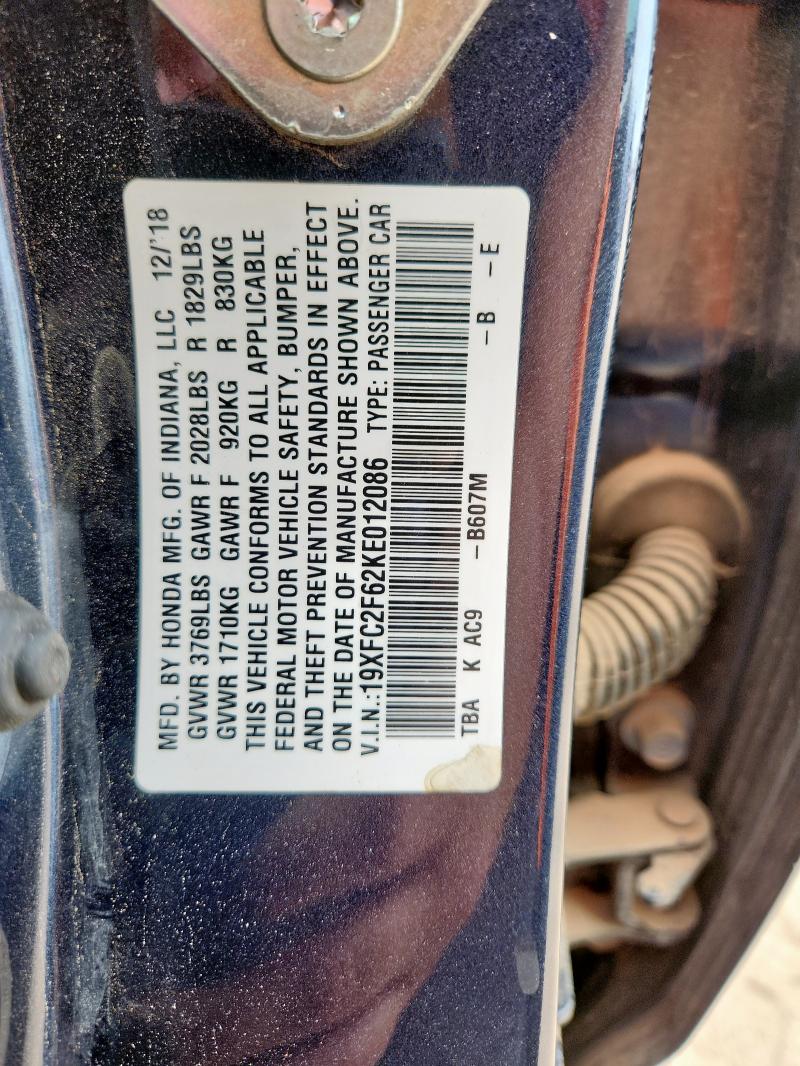 MFD. BY HONDA MFG. OF INDIANA, LLC 12/'18
GVWR 3769LBS GAWR F 2028LBS R 1829LBS
GVWR 1710KG GAWR F 920KG R 830KG
THIS VEHICLE CONFORMS TO ALL APPLICABLE
FEDERAL MOTOR VEHICLE SAFETY, BUMPER,
AND THEFT PREVENTION STANDARDS IN EFFECT
ON THE DATE OF MANUFACTURE SHOWN ABOVE.
V.I.N.:19XFC2F62KE012086 TYPE: PASSENGER CAR
TBA K AC9 -B607M -B -E